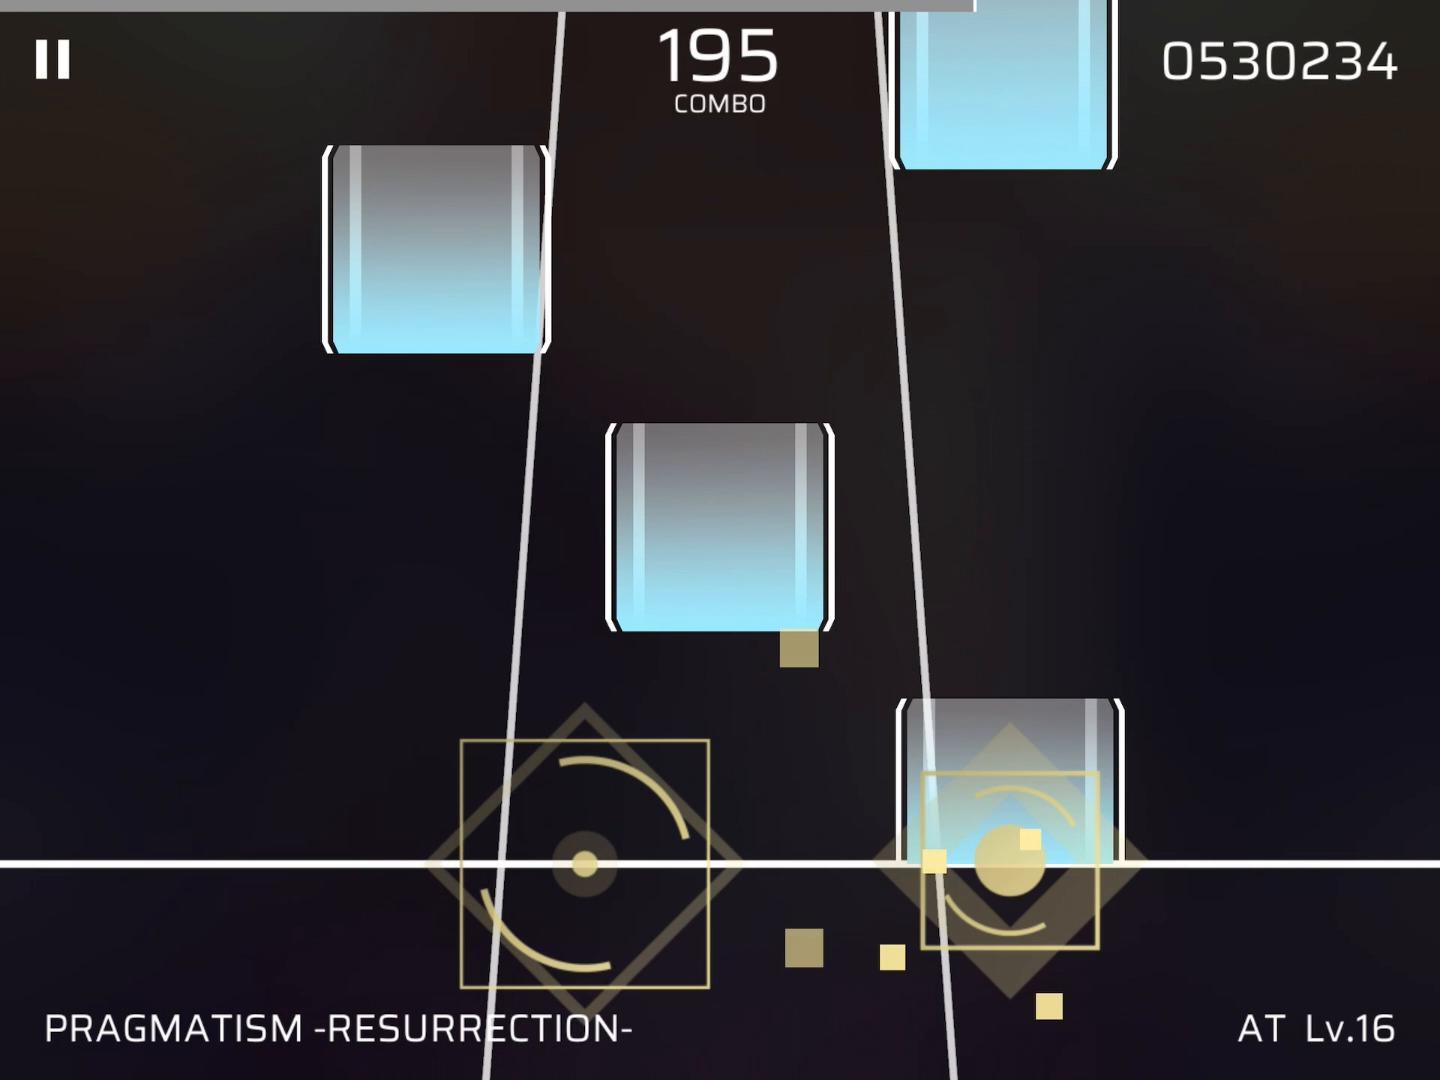 195
COMBO
0530234
PRAGMATISM -RESURRECTION-
AT Lv.16